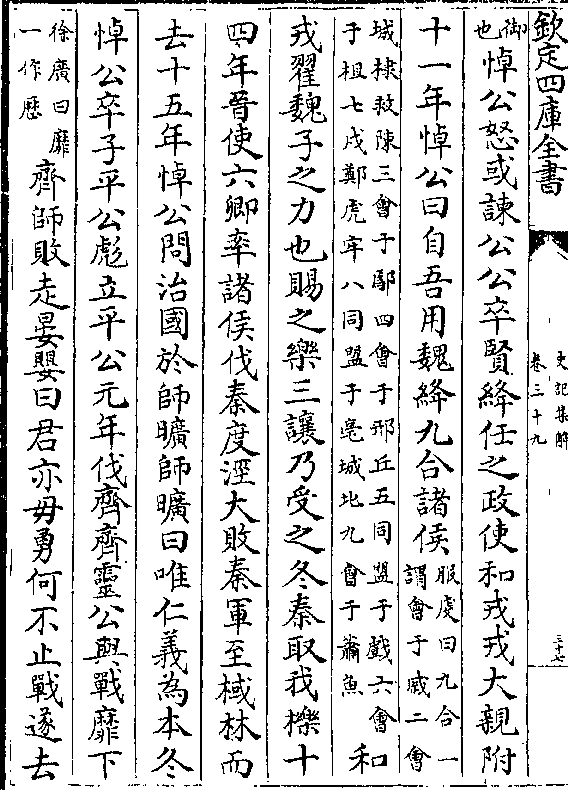 欽定四庫全書
史記集解
卷三十九
三十七
御
也
悼公怒或諫公公卒賢絳任之政使和戎戎大親附
十一年悼公曰自吾用魏絳九合諸侯
服虔曰九合一
謂會于戚二會
城棣救陳三會于鄢四會于邢丘五同盟于戲六會
于柤七戍鄭虎牢八同盟于亳城北九會于蕭魚
和
戎翟魏子之力也賜之樂三讓乃受之冬秦取我櫟十
四年晉使六卿率諸侯伐秦度涇大敗秦軍至棫林而
去十五年悼公問治國於師曠師曠曰唯仁義為本冬
悼公卒子平公彪立平公元年伐齊齊靈公與戰靡下
徐廣曰靡
一作歷
齊師敗走晏嬰曰君亦毋勇何不止戰遂去